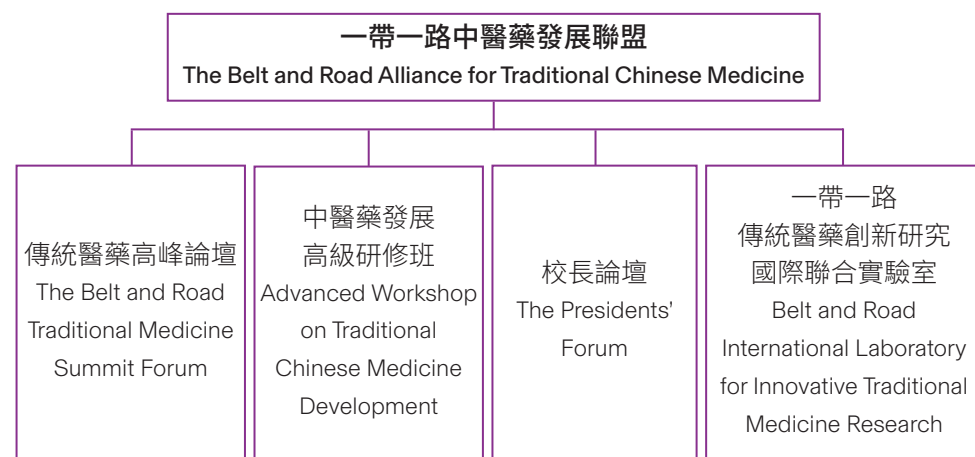 一帶一路中醫藥發展聯盟
The Belt and Road Alliance for Traditional Chinese Medicine
傳統醫藥高峰論壇
The Belt and Road
Traditional Medicine
Summit Forum
中醫藥發展
高級研修班
Advanced Workshop
on Traditional
Chinese Medicine
Development
校長論壇
The Presidents'
Forum
一帶一路
傳統醫藥創新研究
國際聯合實驗室
Belt and Road
International Laboratory
for Innovative Traditional
Medicine Research